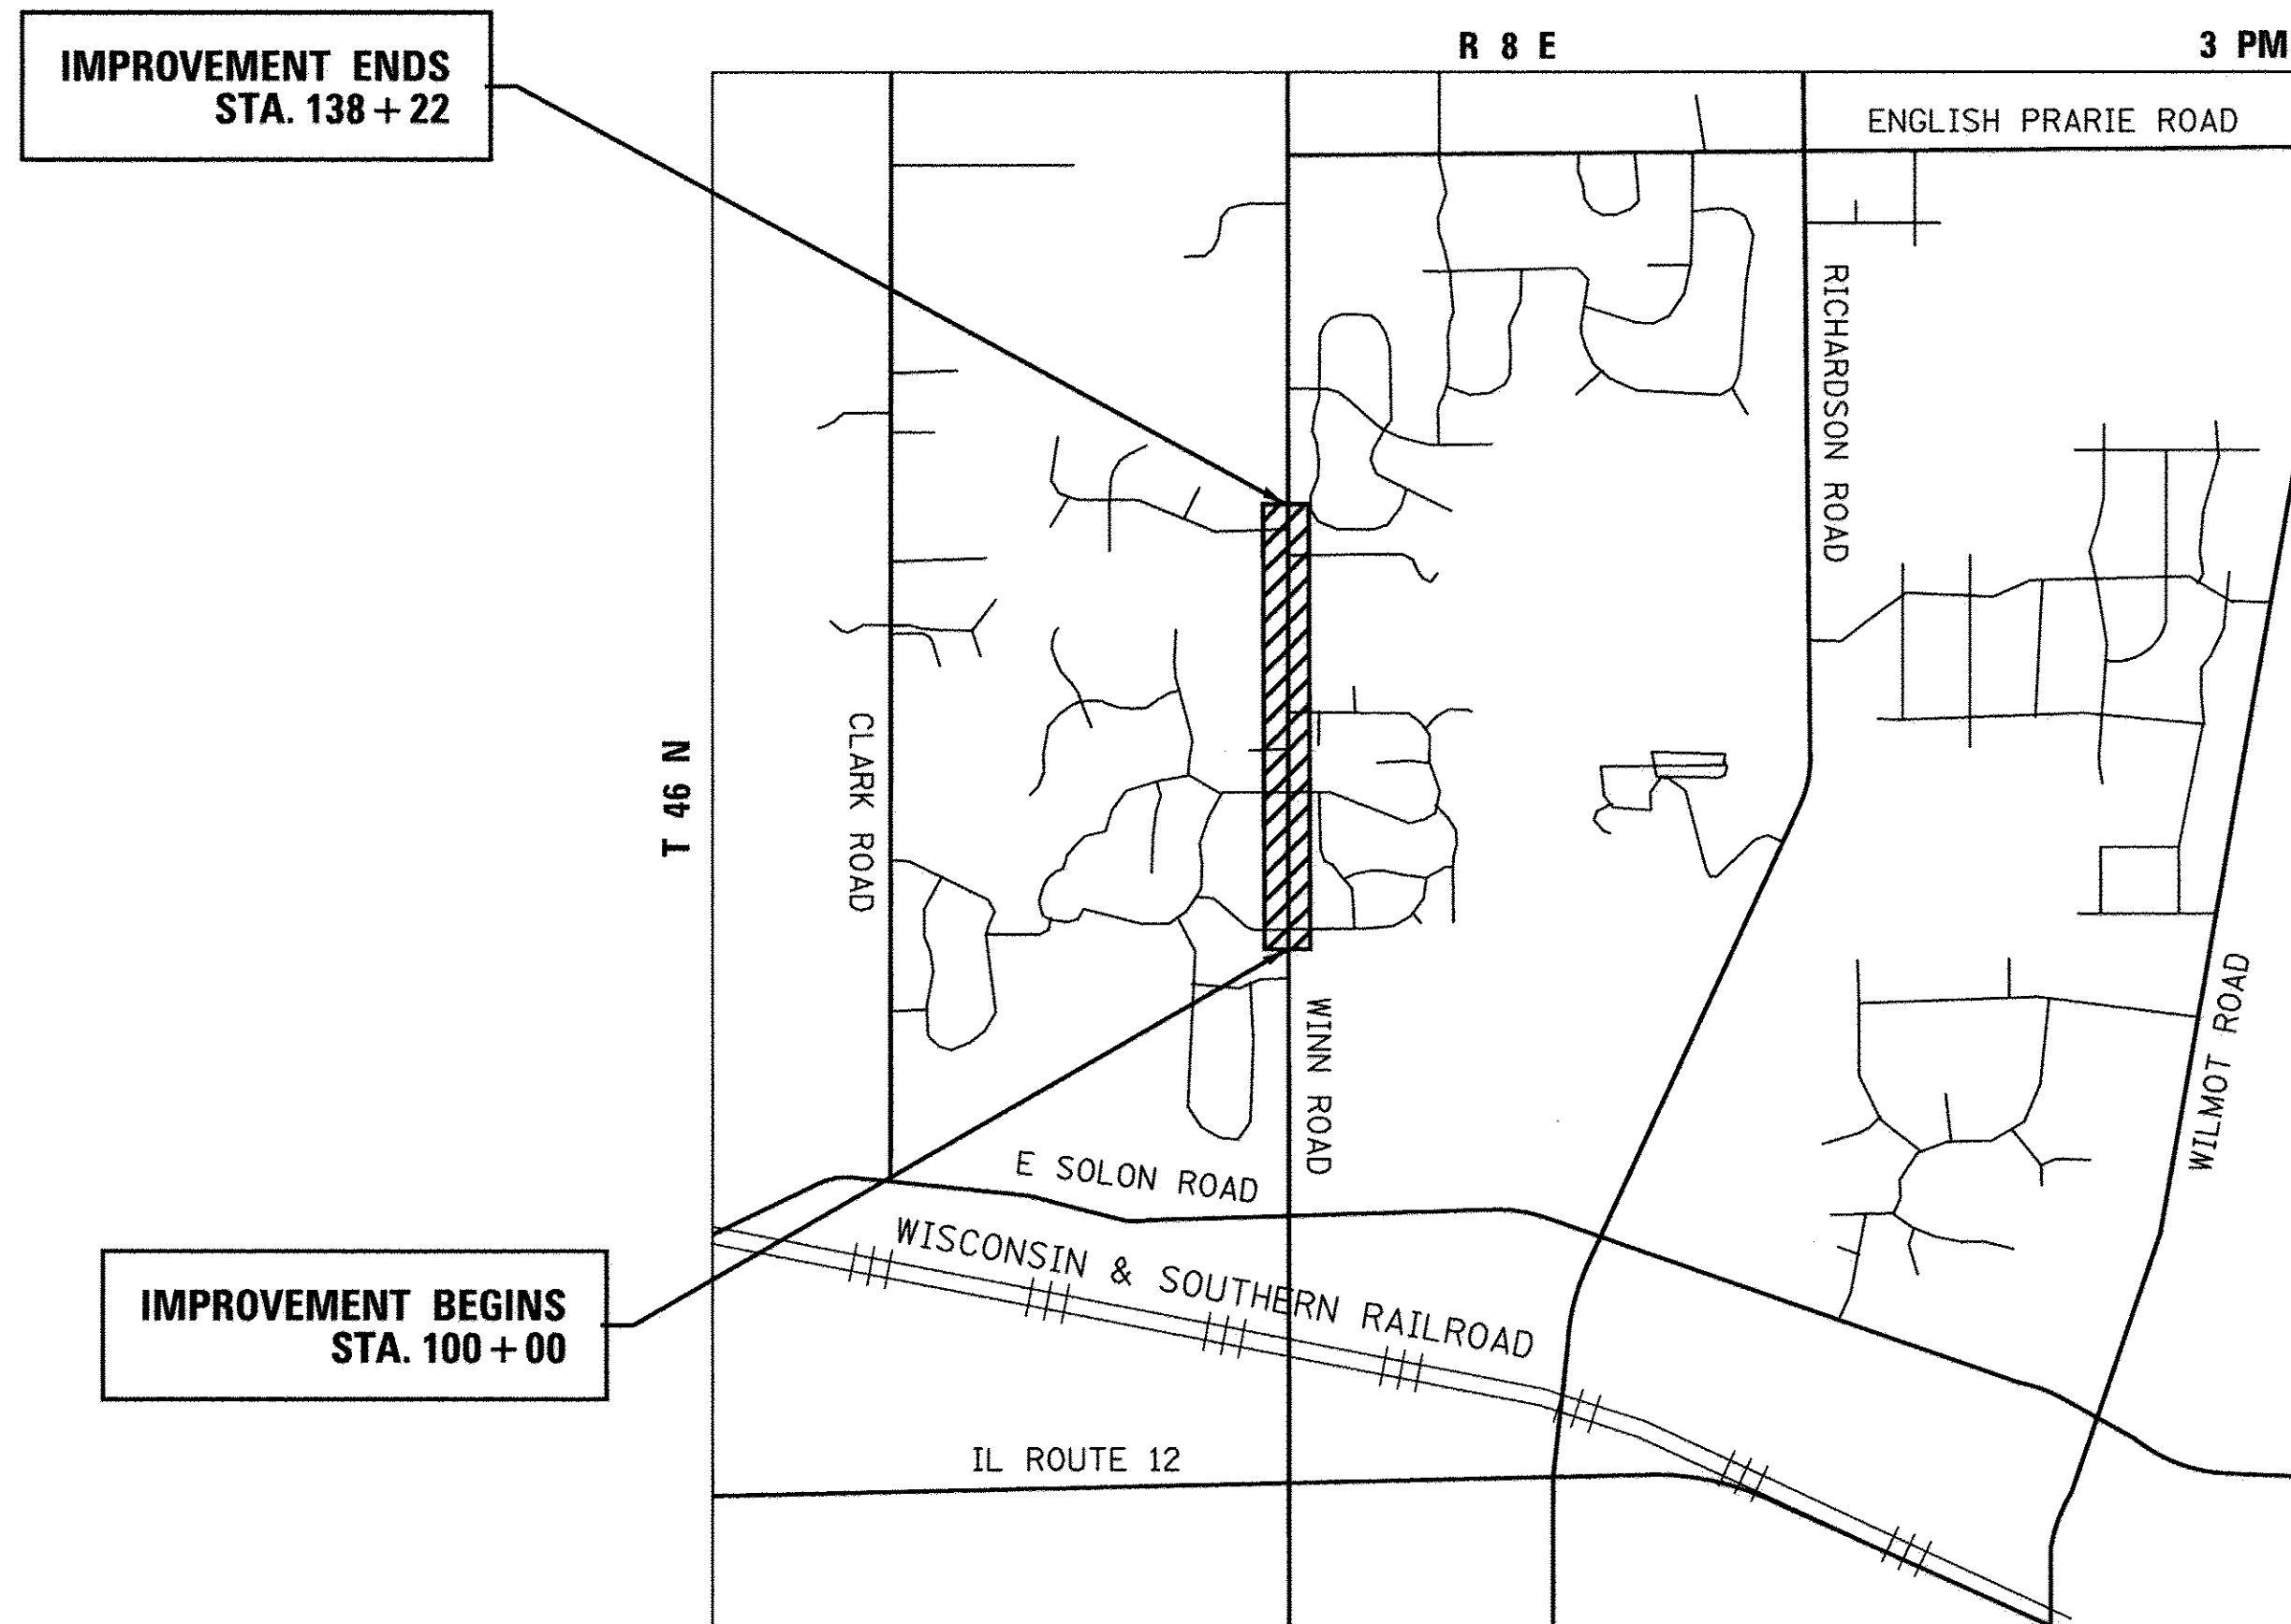 R 8 E
3 PM
IMPROVEMENT ENDS
STA. 138+22
ENGLISH PRARIE ROAD
RICHARDSON ROAD
T 46 N
CLARK ROAD
WINN ROAD
WILMOT ROAD
E SOLON ROAD
WISCONSIN & SOUTHERN RAILROAD
IMPROVEMENT BEGINS
STA. 100+00
IL ROUTE 12